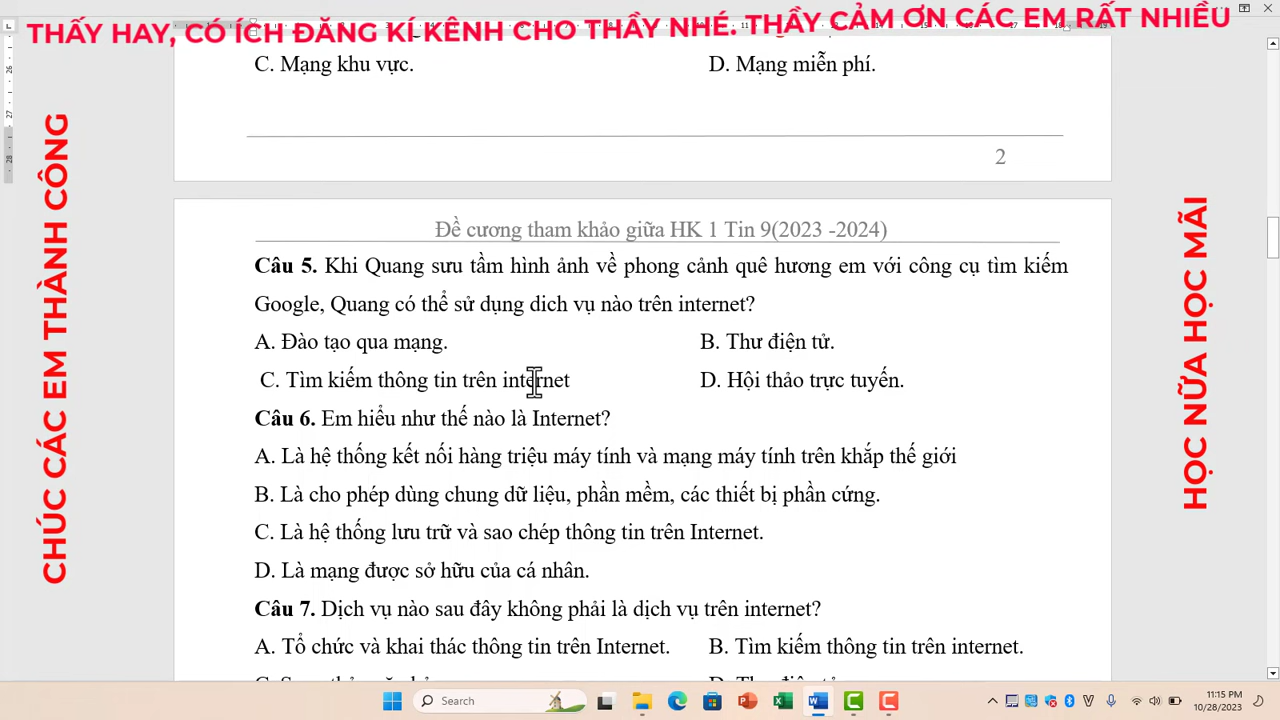 THẤY HAY, CÓ ÍCH ĐĂNG KÍ KÊNH CHO THẦY NHÉ. THẦY CẢM ƠN CÁC EM RẤT NHIỀU
CHÚC CÁC EM THÀNH CÔNG
HỌC NỮA HỌC MÃI
C. Mạng khu vực. D. Mạng miễn phí.
2
Đề cương tham khảo giữa HK 1 Tin 9(2023 -2024)
Câu 5. Khi Quang sưu tầm hình ảnh về phong cảnh quê hương em với công cụ tìm kiếm
Google, Quang có thể sử dụng dich vụ nào trên internet?
A. Đào tạo qua mạng. B. Thư điện tử.
C. Tìm kiếm thông tin trên internet D. Hội thảo trực tuyến.
Câu 6. Em hiểu như thế nào là Internet?
A. Là hệ thống kết nối hàng triệu máy tính và mạng máy tính trên khắp thế giới
B. Là cho phép dùng chung dữ liệu, phần mềm, các thiết bị phần cứng.
C. Là hệ thống lưu trữ và sao chép thông tin trên Internet.
D. Là mạng được sở hữu của cá nhân.
Câu 7. Dịch vụ nào sau đây không phải là dịch vụ trên internet?
A. Tổ chức và khai thác thông tin trên Internet. B. Tìm kiếm thông tin trên internet.
Search
11:15 PM
10/28/2023